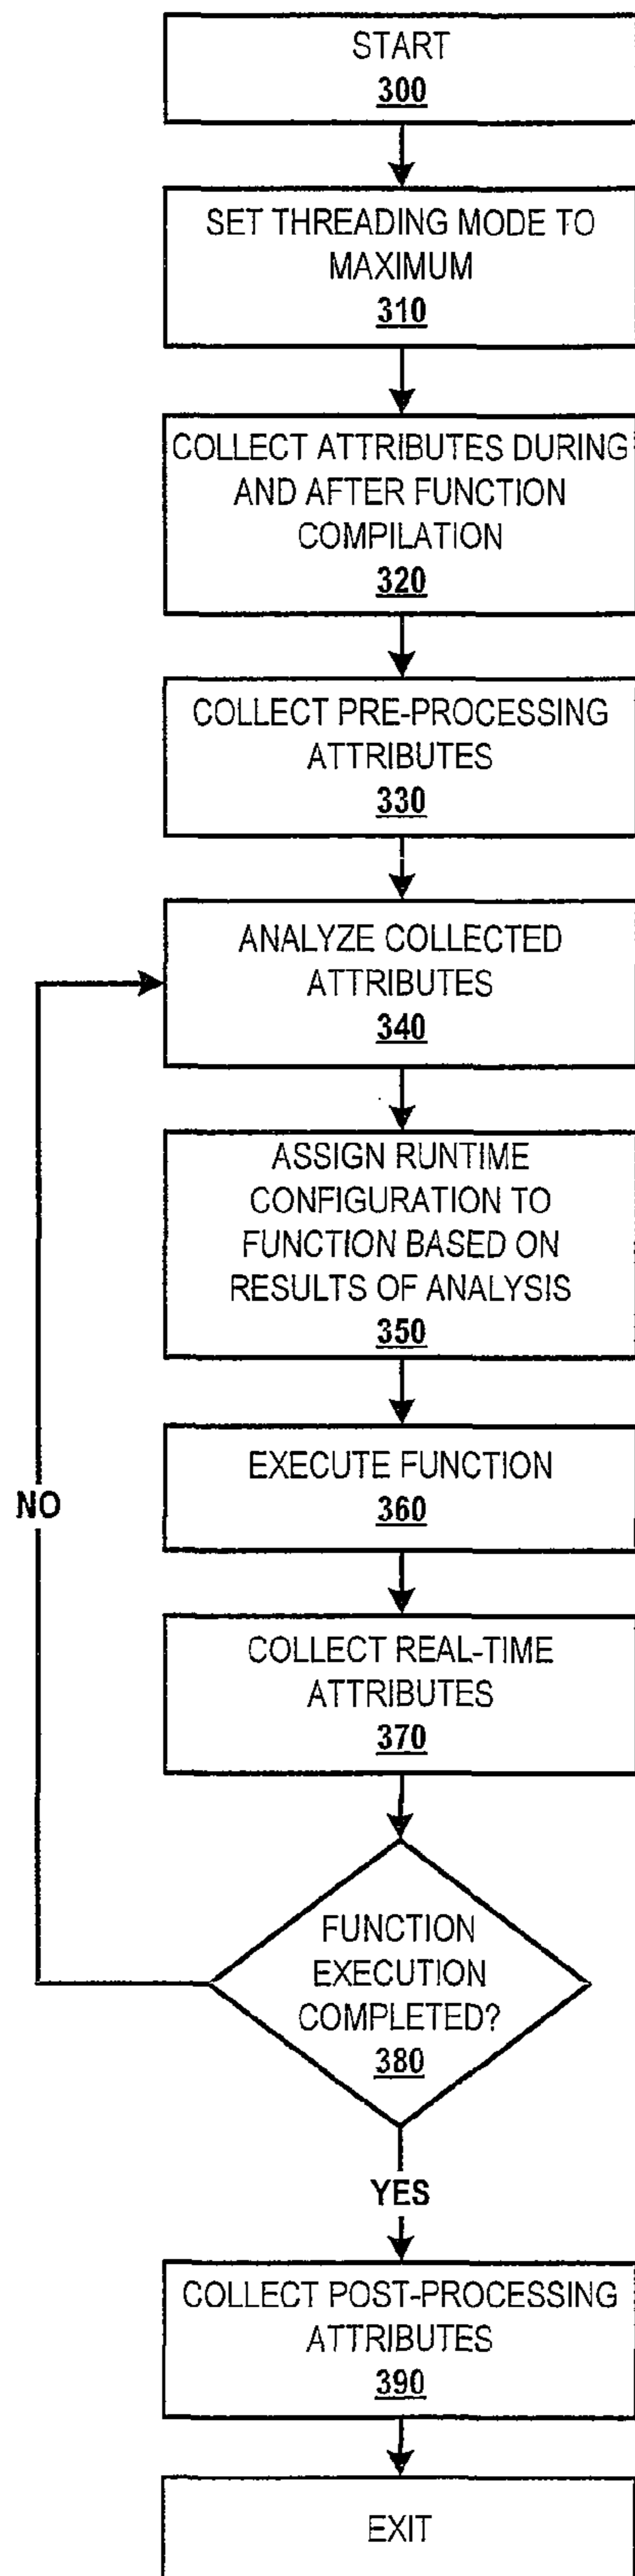 START
300
SET THREADING MODE TO
MAXIMUM
310
COLLECT ATTRIBUTES DURING
AND AFTER FUNCTION
COMPILATION
320
COLLECT PRE-PROCESSING
ATTRIBUTES
330
ANALYZE COLLECTED
ATTRIBUTES
340
ASSIGN RUNTIME
CONFIGURATION TO
FUNCTION BASED ON
RESULTS OF ANALYSIS
350
EXECUTE FUNCTION
360
NO
COLLECT REAL-TIME
ATTRIBUTES
370
FUNCTION
EXECUTION
COMPLETED?
380
YES
COLLECT POST-PROCESSING
ATTRIBUTES
390
EXIT